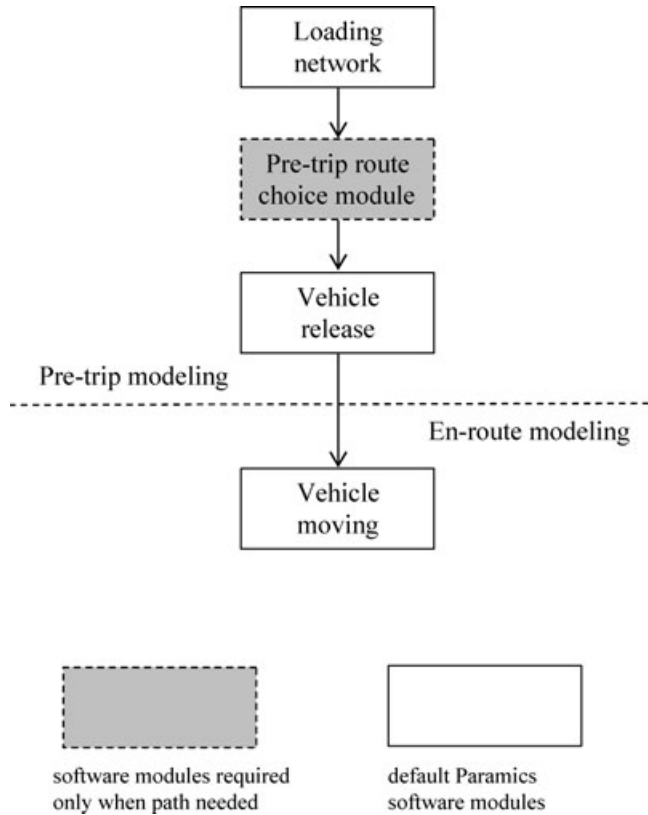 Loading
network
Pre-trip route
choice module
Vehicle
release
Pre-trip modeling
En-route modeling
Vehicle
moving
software modules required
only when path needed
default Paramics
software modules